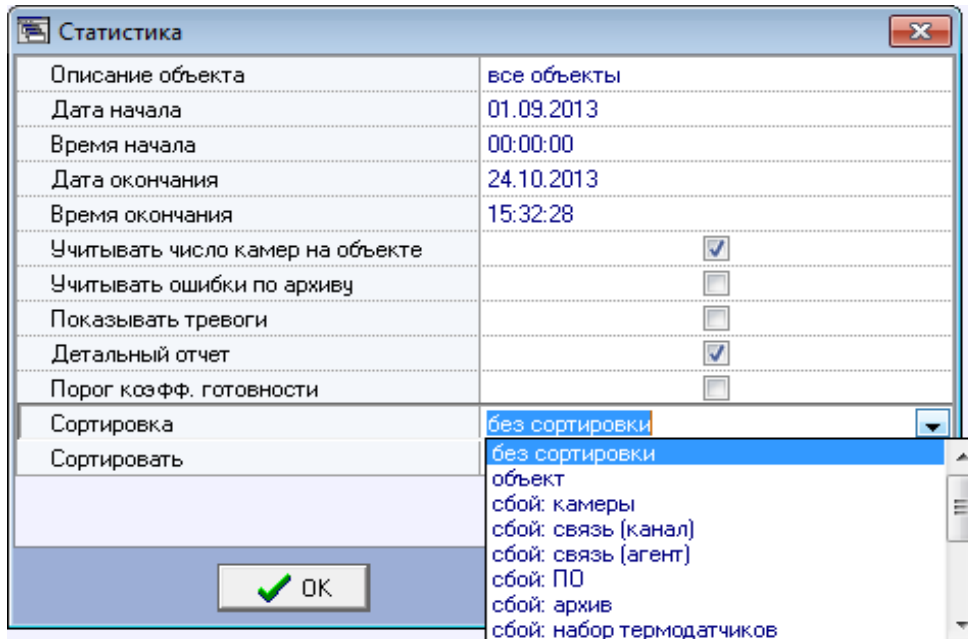 Статистика
Описание объекта все объекты
Дата начала 01.09.2013
Время начала 00:00:00
Дата окончания 24.10.2013
Время окончания 15:32:28
Учитывать число камер на объекте
Учитывать ошибки по архиву
Показывать тревоги
Детальный отчет
Порог коэфф. готовности
Сортировка без сортировки
Сортировать без сортировки
объект
сбой: камеры
сбой: связь (канал)
сбой: связь (агент)
сбой: ПО
OK
сбой: архив
сбой: набор термодатчиков